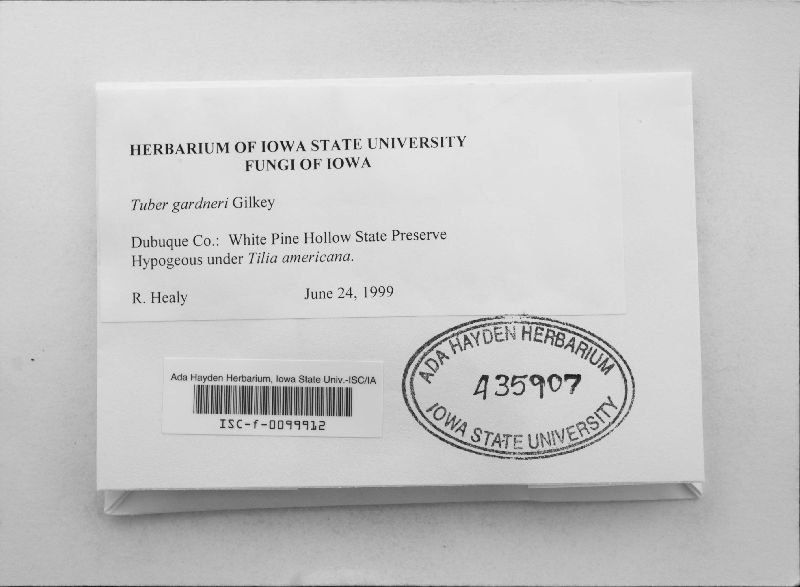 HERBARIUM OF IOWA STATE UNIVERSITY
FUNGI OF IOWA
Tuber gardneri Gilkey
Dubuque Co.: White Pine Hollow State Preserve
Hypogeous under Tilia americana.
R. Healy June 24, 1999
Ada Hayden Herbarium, Iowa State Univ.-ISC/IA
ISC-f-0099912
ADA HAYDEN HERBARIUM
435907
IOWA STATE UNIVERSITY